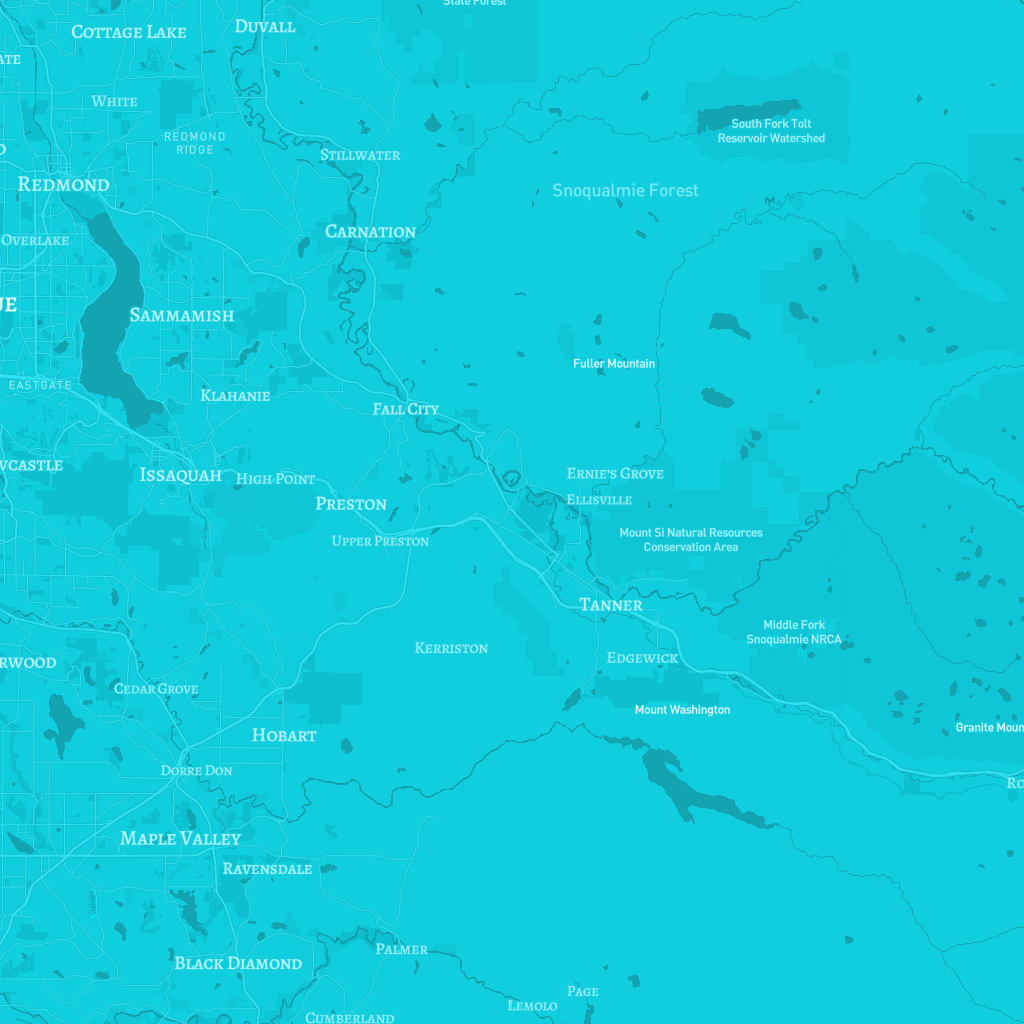 State Forest
Cottage Lake
Duvall
White
REDMOND
RIDGE
South Fork Tolt
Reservoir Watershed
Stillwater
Redmond
Snoqualmie Forest
Carnation
Overlake
Sammamish
Fuller Mountain
EASTGATE
Klahanie
Fall City
Issaquah
High Point
Ernie's Grove
Preston
Ellisville
Upper Preston
Mount Si Natural Resources
Conservation Area
Tanner
Middle Fork
Snoqualmie NRCA
Kerriston
Edgewick
Cedar Grove
Mount Washington
Granite Moun
Hobart
Dorre Don
Maple Valley
Ravensdale
Palmer
Black Diamond
Page
Lemolo
Cumberland